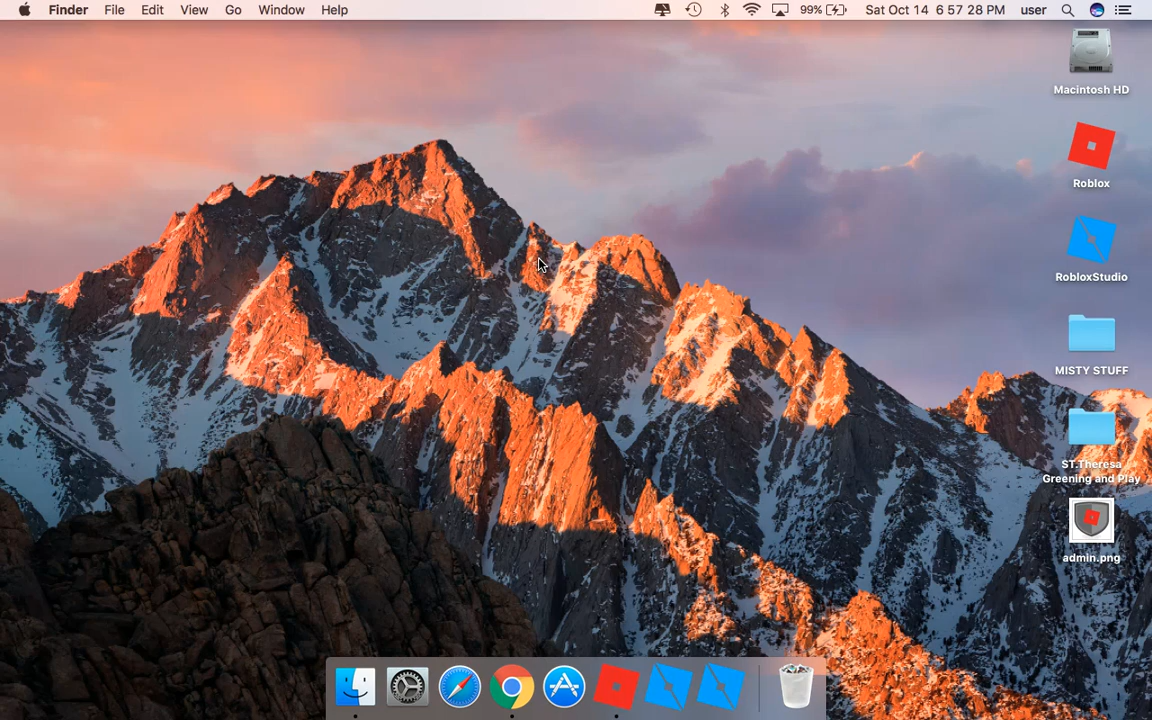 Finder File Edit View Go Window Help 99% Sat Oct 14 6 57 28 PM user
Macintosh HD
Roblox
RobloxStudio
MISTY STUFF
ST.Theresa
Greening and Play
admin.png